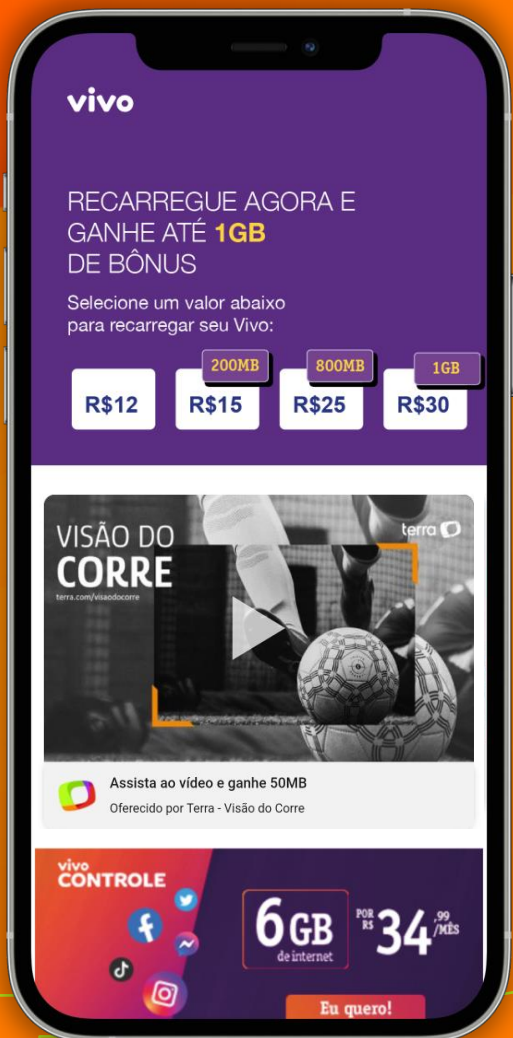 vivo
RECARREGUE AGORA E
GANHE ATÉ 1GB
DE BÔNUS
Selecione um valor abaixo
para recarregar seu Vivo:
200MB
800MB
1GB
R$12
R$15
R$25
R$30
VISÃO DO
CORRE
terra.com/visaodocorre
terra
Assista ao vídeo e ganhe 50MB
Oferecido por Terra - Visão do Corre
vivo
CONTROLE
6GB
de internet
POR
R$
34
,99
/MÊS
Eu quero!